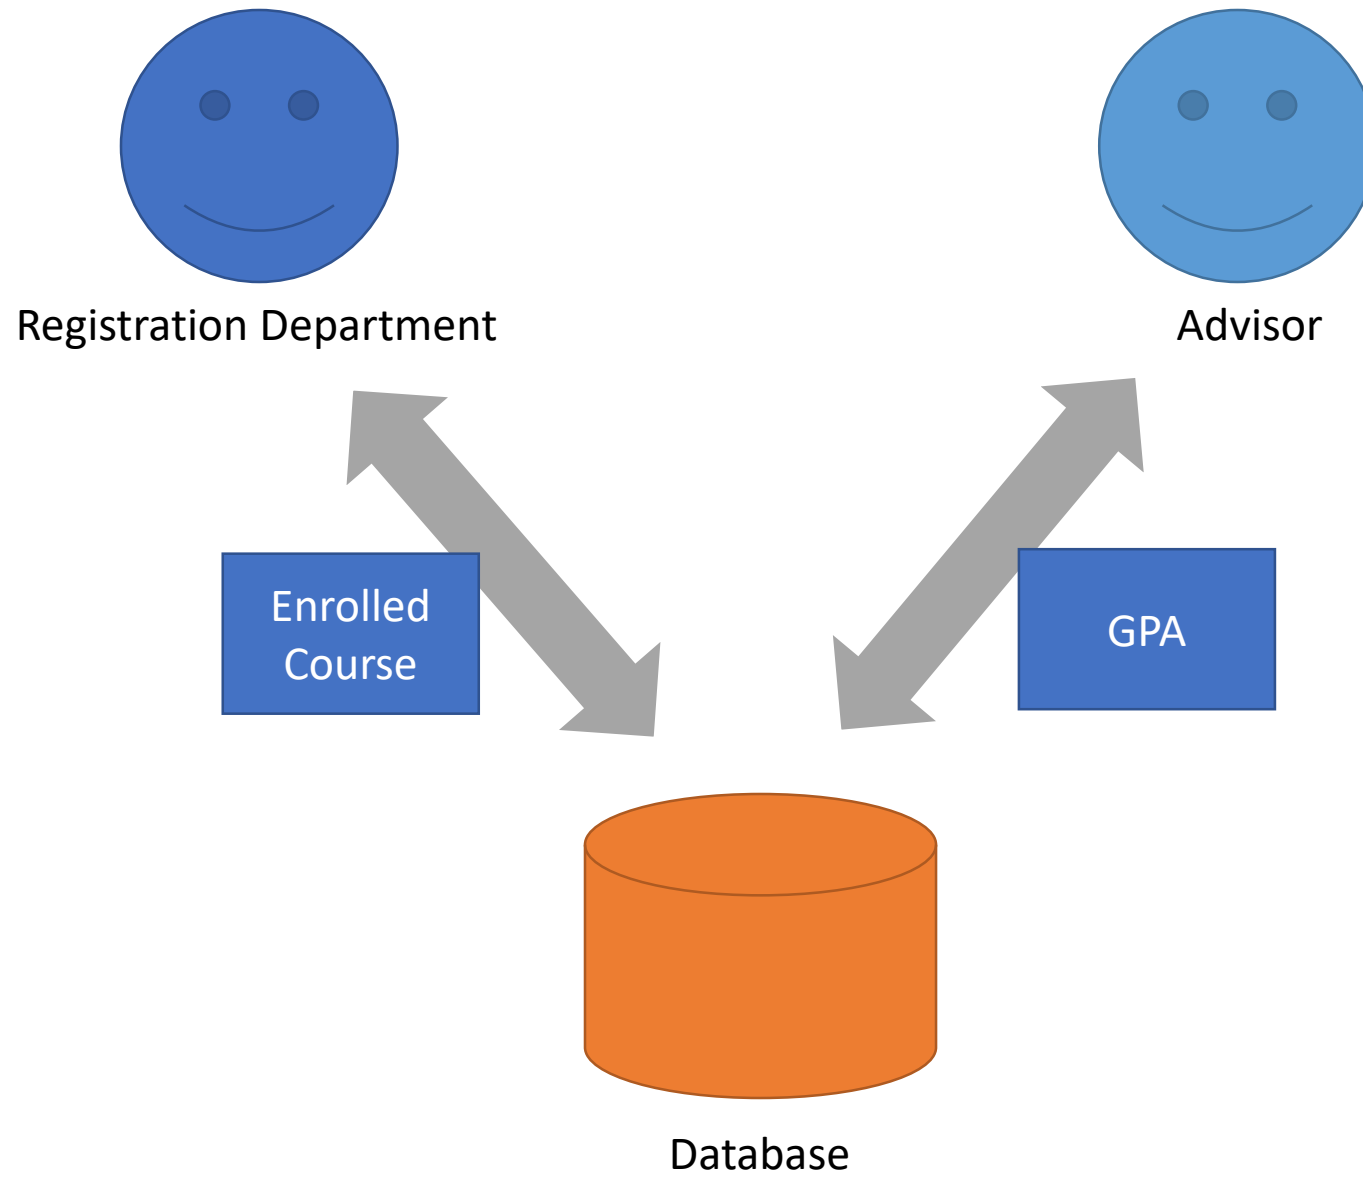 Registration Department
Advisor
Enrolled
Course
GPA
Database